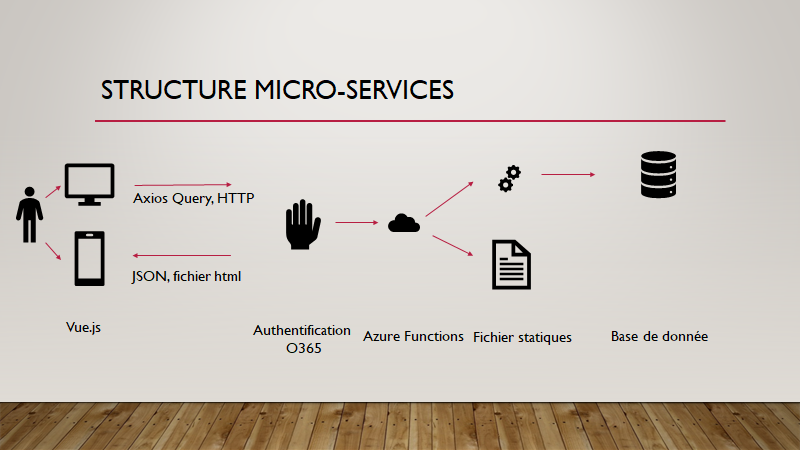 STRUCTURE MICRO-SERVICES
Axios Query, HTTP
JSON, fichier html
Vue.js
Authentification
O365
Azure Functions
Fichier statiques
Base de donnée